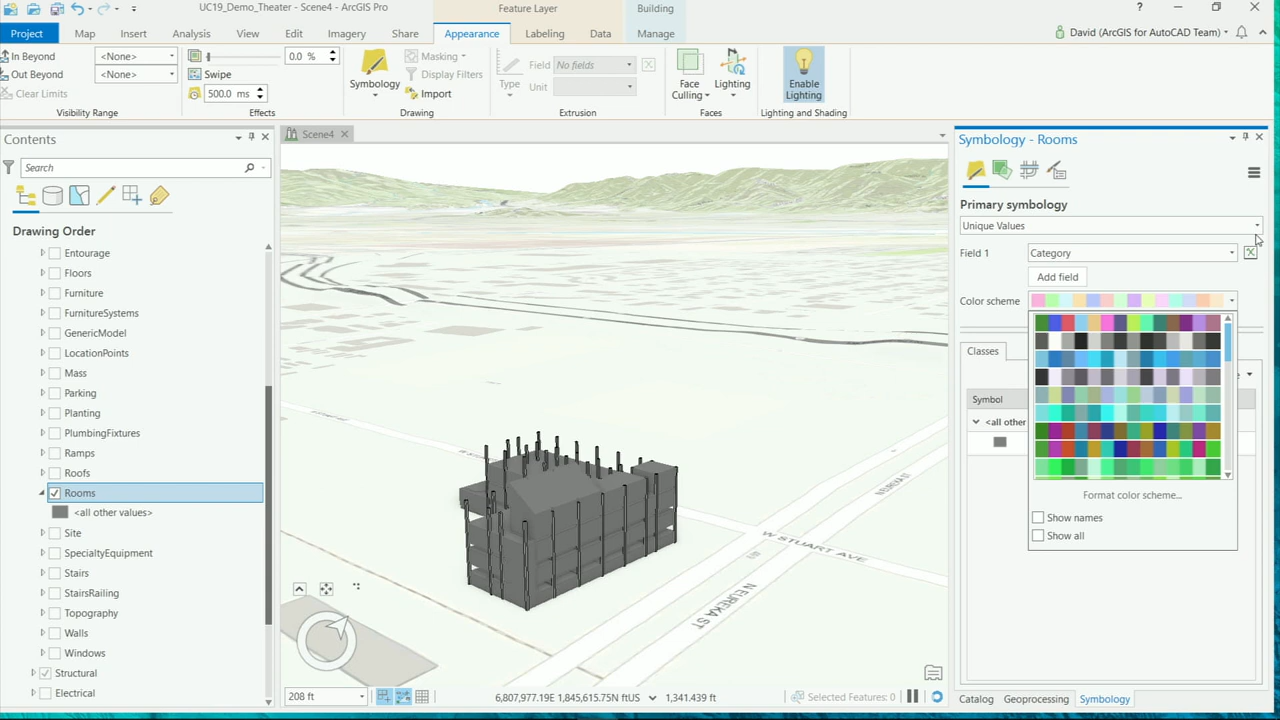 UC19_Demo_Theater - Scene4 - ArcGIS Pro
Feature Layer
Building
?
Project Map Insert Analysis View Edit Imagery Share Appearance Labeling Data Manage
David (ArcGIS for AutoCAD Team)
In Beyond <None>
Out Beyond <None>
Clear Limits
Visibility Range
0.0 %
Swipe
500.0 ms
Effects
Symbology
Masking
Display Filters
Import
Drawing
Type
Field No fields
Unit
Extrusion
Face Culling
Lighting
Faces
Enable Lighting
Lighting and Shading
Contents
Search
Drawing Order
Entourage
Floors
Furniture
FurnitureSystems
GenericModel
LocationPoints
Mass
Parking
Planting
PlumbingFixtures
Ramps
Roofs
Rooms
<all other values>
Site
SpecialtyEquipment
Stairs
StairsRailing
Topography
Walls
Windows
Structural
Electrical
Scene4
W STUART AVE
N EUREKA ST
208 ft
6,807,977.19E 1,845,615.75N ftUS
1,341.439 ft
Selected Features: 0
Symbology - Rooms
Primary symbology
Unique Values
Field 1 Category
Add field
Color scheme
Classes
Symbol
<all other
Format color scheme...
Show names
Show all
Catalog Geoprocessing Symbology